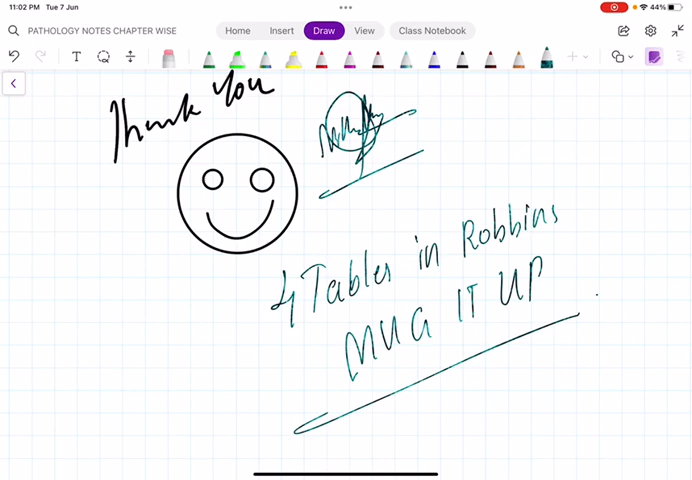 11:02 PM Tue 7 Jun
44%
PATHOLOGY NOTES CHAPTER WISE
Home Insert Draw View Class Notebook
Thank You
4 Tables in Robbins
MUG IT UP